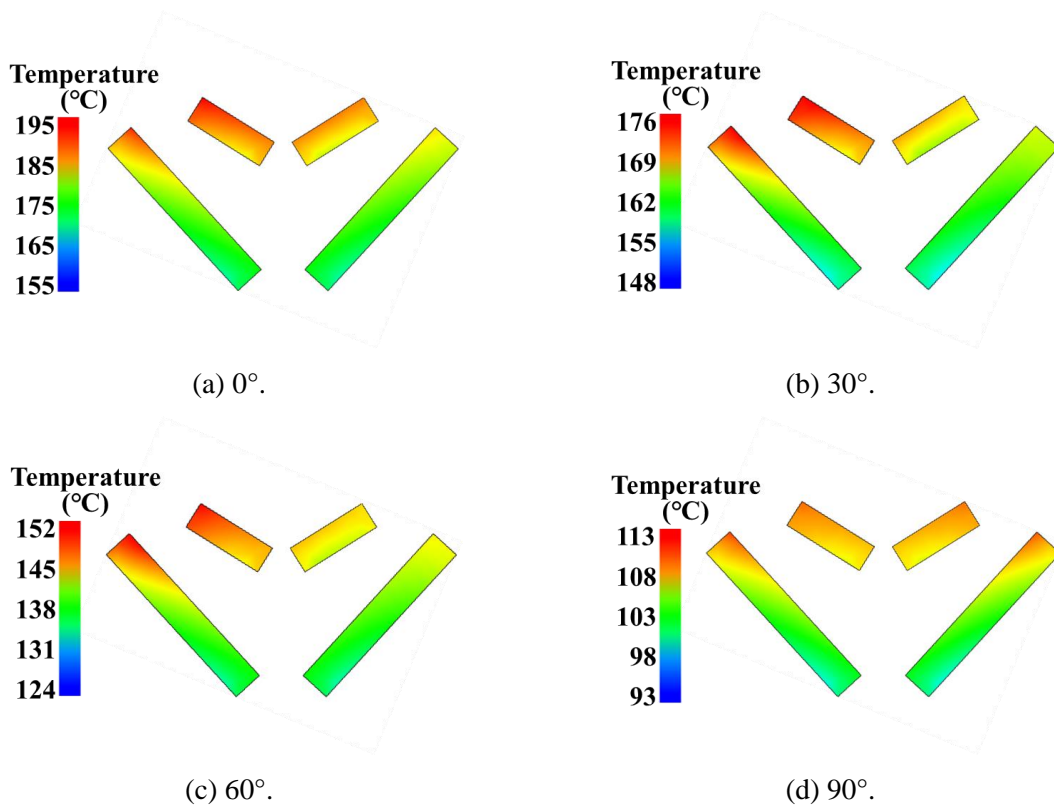 Temperature
(°C)
195
185
175
165
155
(a) 0°.
Temperature
(°C)
176
169
162
155
148
(b) 30°.
Temperature
(°C)
152
145
138
131
124
(c) 60°.
Temperature
(°C)
113
108
103
98
93
(d) 90°.